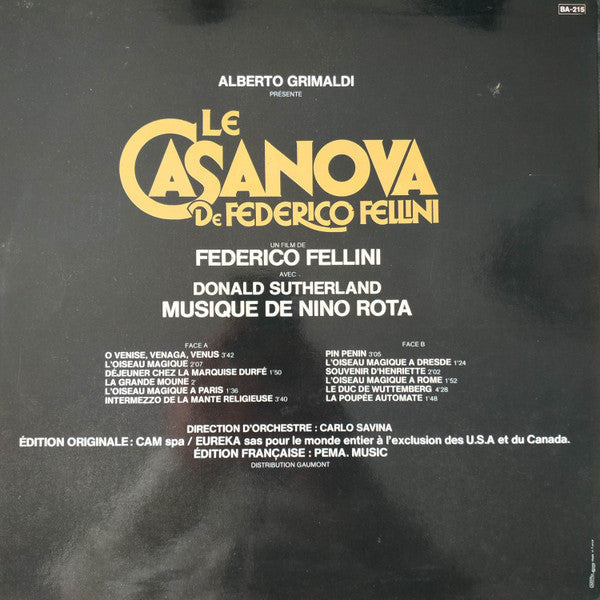 BA-215
ALBERTO GRIMALDI
PRÉSENTE
LE
CASANOVA
DE FEDERICO FELLINI
UN FILM DE
FEDERICO FELLINI
AVEC
DONALD SUTHERLAND
MUSIQUE DE NINO ROTA
FACE A
O VENISE, VENAGA, VENUS 3'42
L'OISEAU MAGIQUE 2'07
DÉJEUNER CHEZ LA MARQUISE DURFÉ 1'50
LA GRANDE MOUNE 2'
L'OISEAU MAGIQUE A PARIS 1'36
INTERMEZZO DE LA MANTE RELIGIEUSE 3'40
FACE B
PIN PENIN 3'05
L'OISEAU MAGIQUE A DRESDE 1'24
SOUVENIR D'HENRIETTE 2'02
L'OISEAU MAGIQUE A ROME 1'52
LE DUC DE WUTTEMBERG 4'28
LA POUPÉE AUTOMATE 1'48
DIRECTION D'ORCHESTRE : CARLO SAVINA
ÉDITION ORIGINALE : CAM spa / EUREKA sas pour le monde entier à l'exclusion des U.S.A et du Canada.
ÉDITION FRANÇAISE : PEMA. MUSIC
DISTRIBUTION GAUMONT